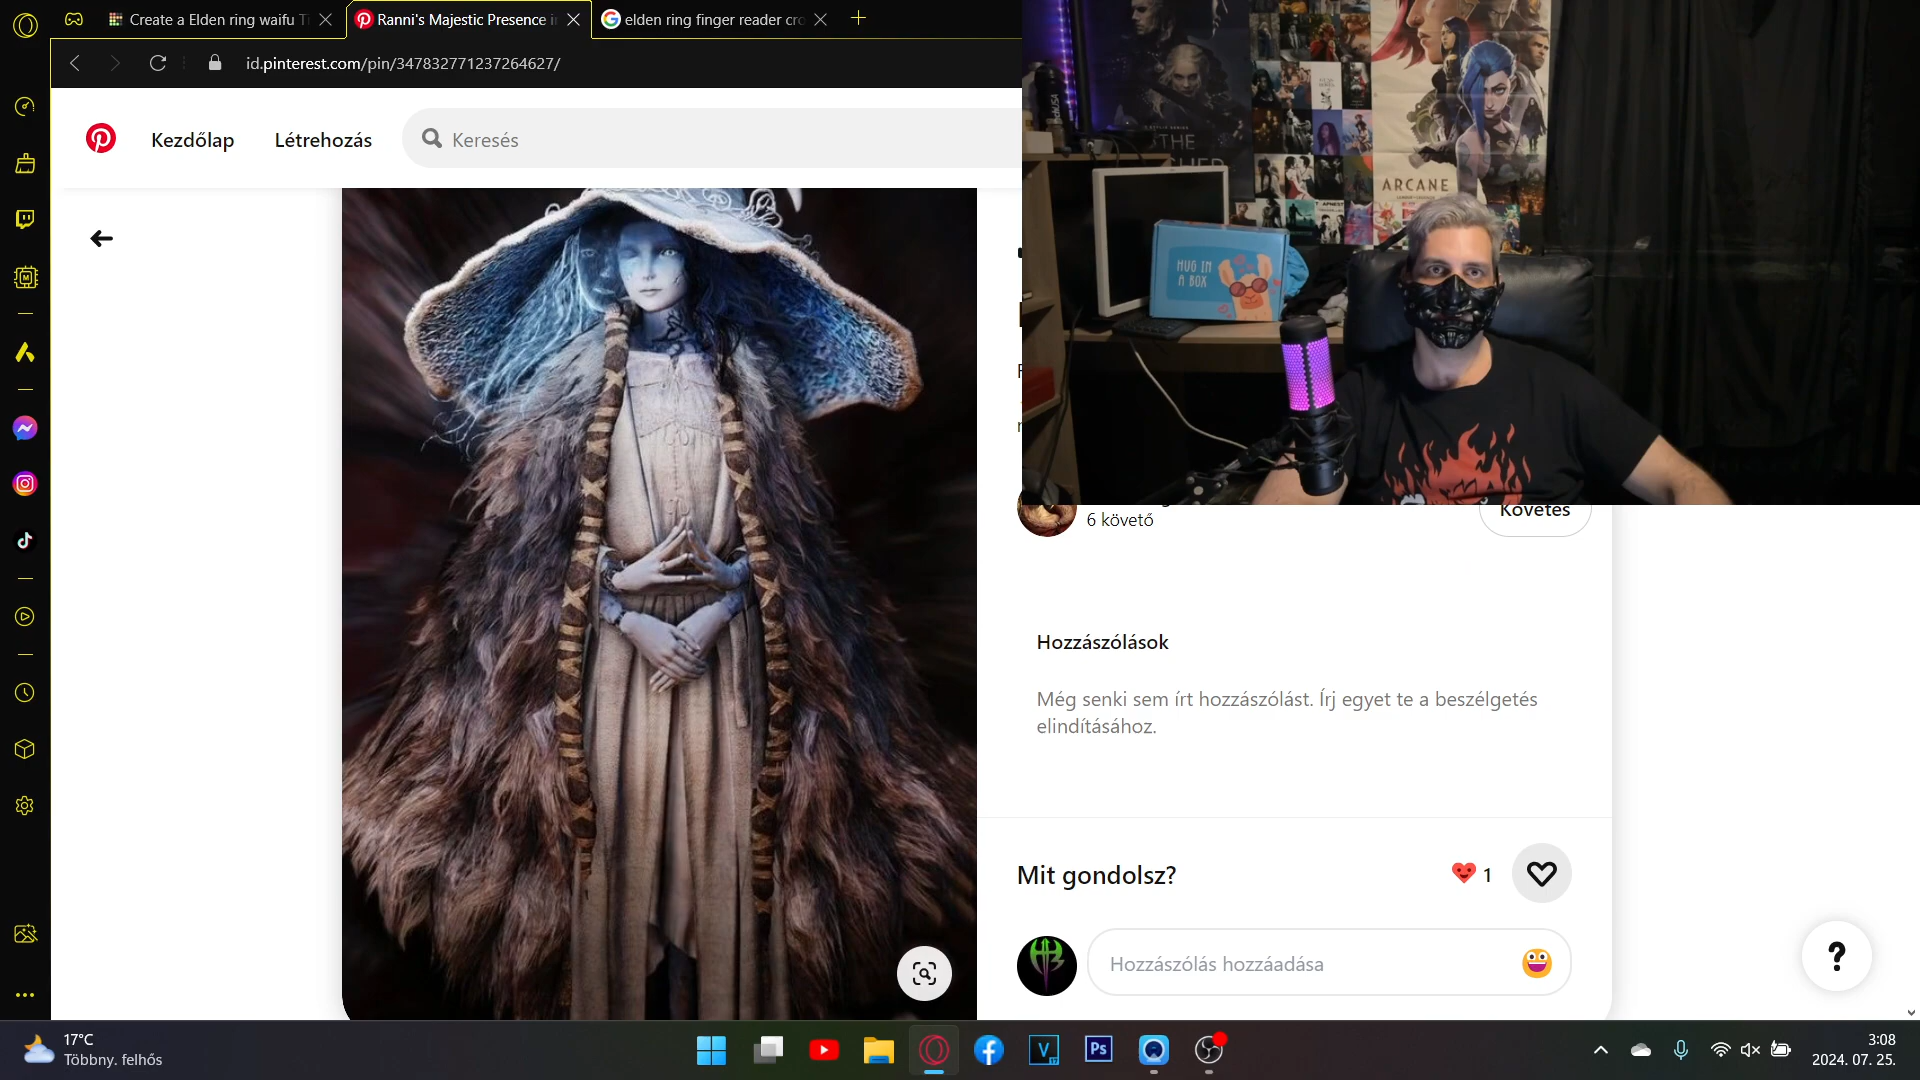 Create a Elden ring waifu T
Ranni's Majestic Presence i
elden ring finger reader cro
id.pinterest.com/pin/347832771237264627/
Kezdőlap
Létrehozás
Keresés
THE
ARCANE
HUG IN
A BOX
6 követő
Követés
Hozzászólások
Még senki sem írt hozzászólást. Írj egyet te a beszélgetés
elindításához.
Mit gondolsz?
1
Hozzászólás hozzáadása
?
17°C
Többny. felhős
V
17
Ps
3:08
2024. 07. 25.